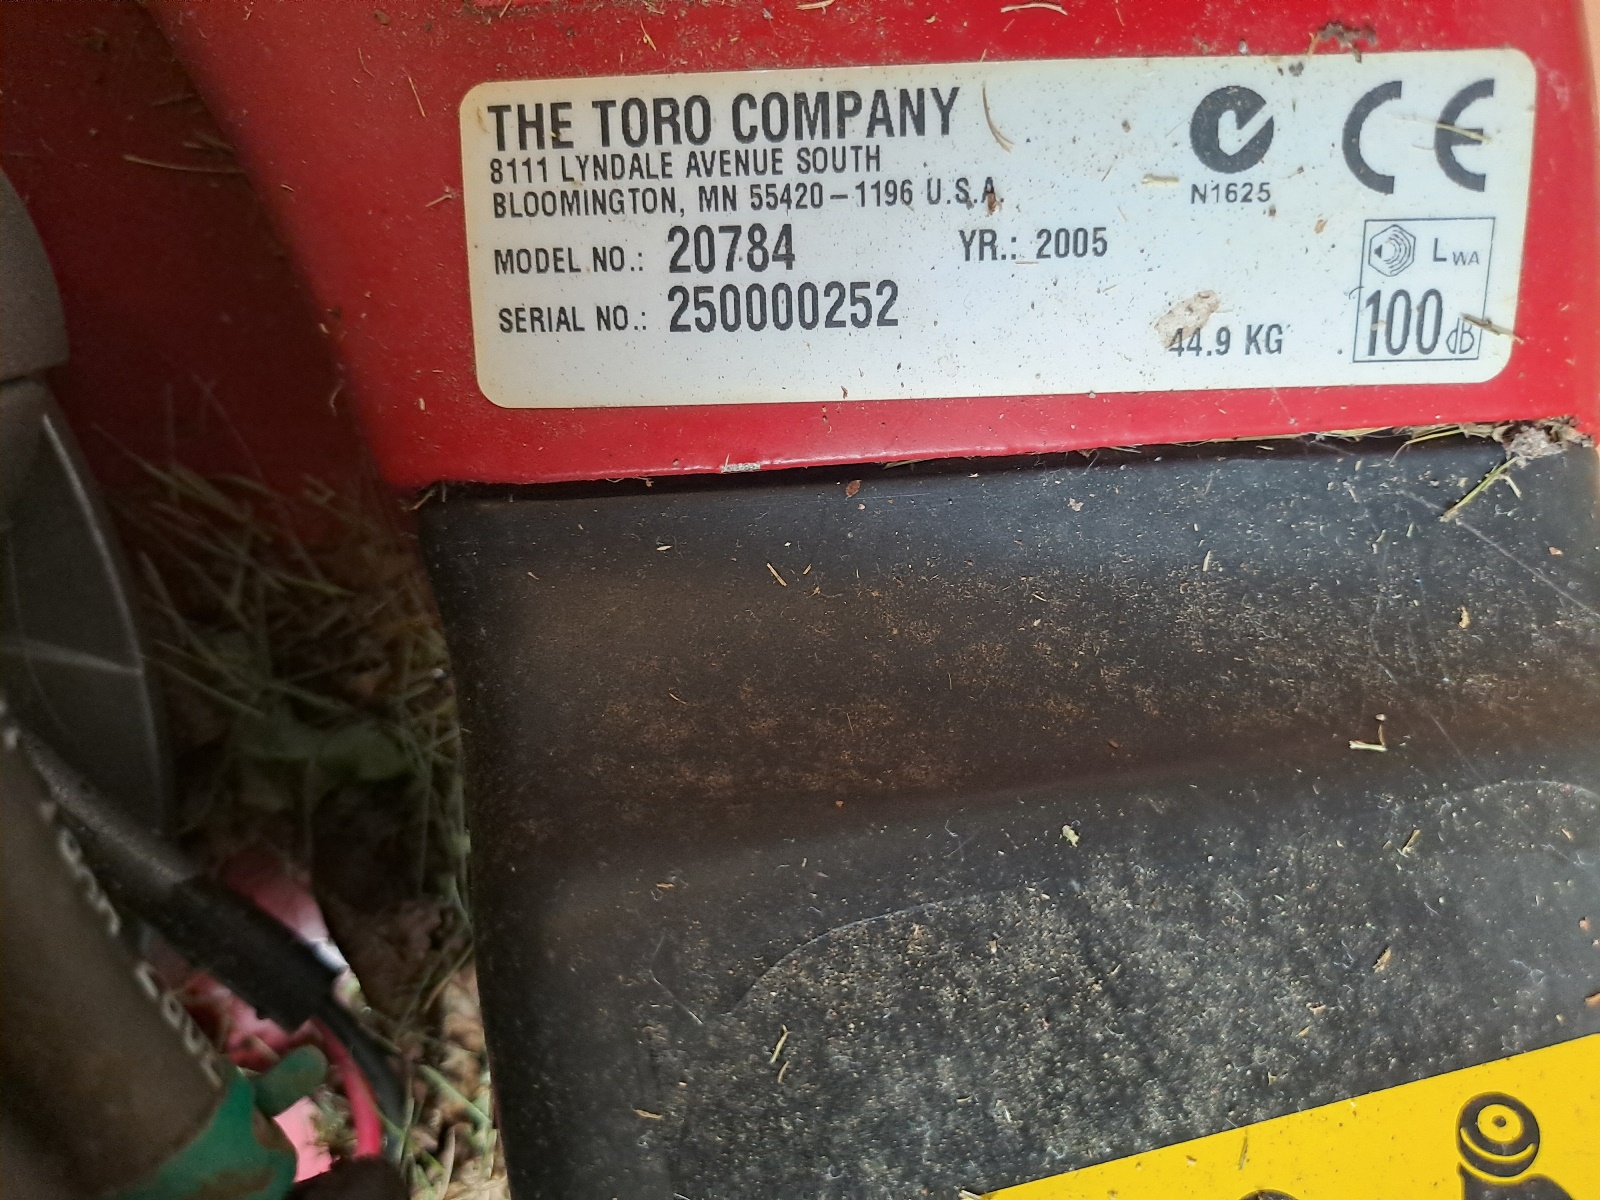 THE TORO COMPANY
8111 LYNDALE AVENUE SOUTH
BLOOMINGTON, MN 55420-1196 U.S.A.
N1625
CE
MODEL NO.: 20784 YR.: 2005
SERIAL NO.: 250000252
44.9 KG
LWA
100 dB